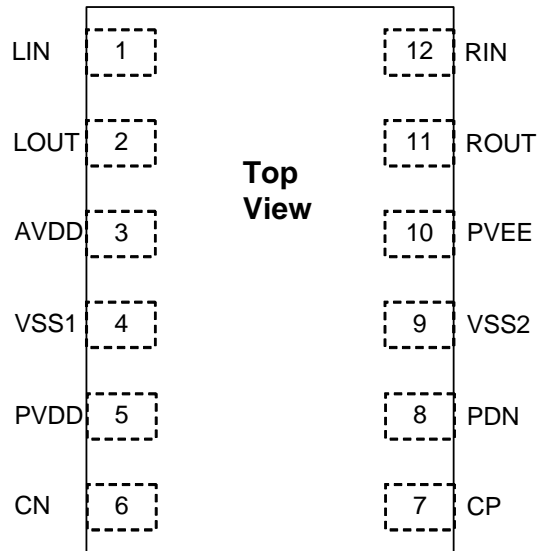 LIN 1 12 RIN
LOUT 2 11 ROUT
Top
View
AVDD 3 10 PVEE
VSS1 4 9 VSS2
PVDD 5 8 PDN
CN 6 7 CP